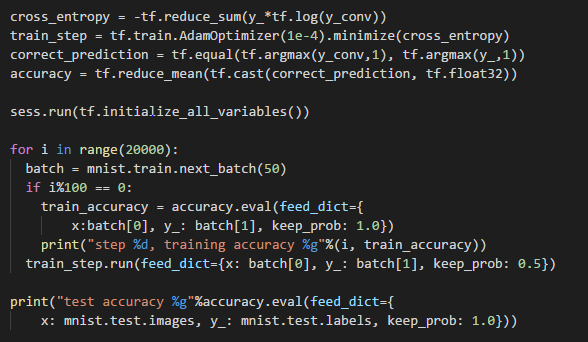 cross_entropy = -tf.reduce_sum(y_*tf.log(y_conv))
train_step = tf.train.AdamOptimizer(1e-4).minimize(cross_entropy)
correct_prediction = tf.equal(tf.argmax(y_conv,1), tf.argmax(y_,1))
accuracy = tf.reduce_mean(tf.cast(correct_prediction, tf.float32))

sess.run(tf.initialize_all_variables())

for i in range(20000):
  batch = mnist.train.next_batch(50)
  if i%100 == 0:
    train_accuracy = accuracy.eval(feed_dict={
        x:batch[0], y_: batch[1], keep_prob: 1.0})
    print("step %d, training accuracy %g"%(i, train_accuracy))
  train_step.run(feed_dict={x: batch[0], y_: batch[1], keep_prob: 0.5})

print("test accuracy %g"%accuracy.eval(feed_dict={
    x: mnist.test.images, y_: mnist.test.labels, keep_prob: 1.0}))